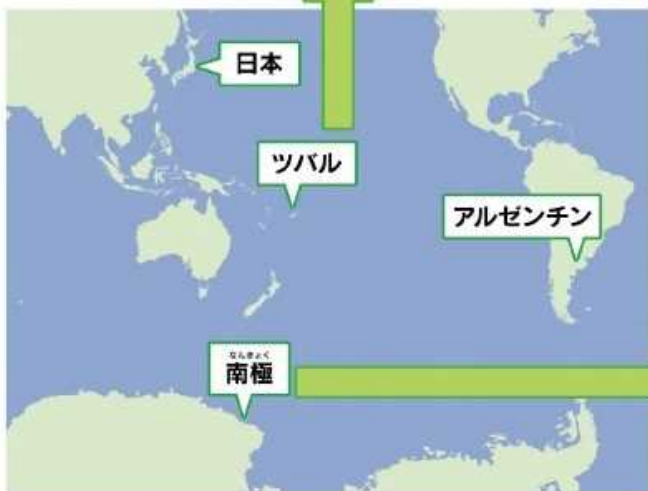 日本
ツバル
アルゼンチン
なんきょく
南極